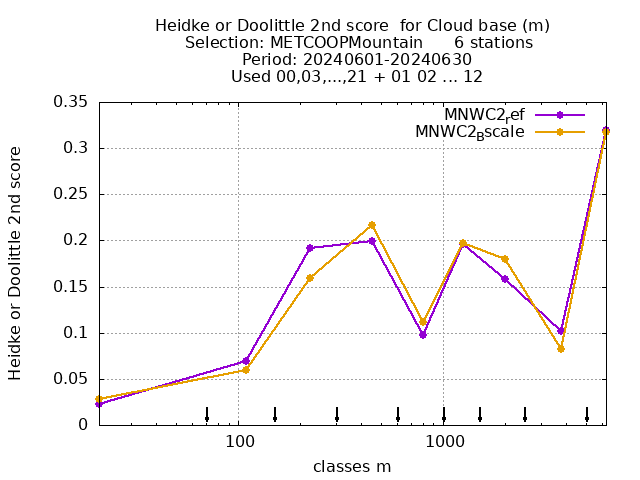 Heidke or Doolittle 2nd score  for Cloud base (m)
Selection: METCOOPMountain      6 stations
Period: 20240601-20240630
Used 00,03,...,21 + 01 02 ... 12
MNWC2ref
MNWC2Bscale
0.35
0.3
0.25
0.2
0.15
0.1
0.05
0
Heidke or Doolittle 2nd score
100 1000
classes m